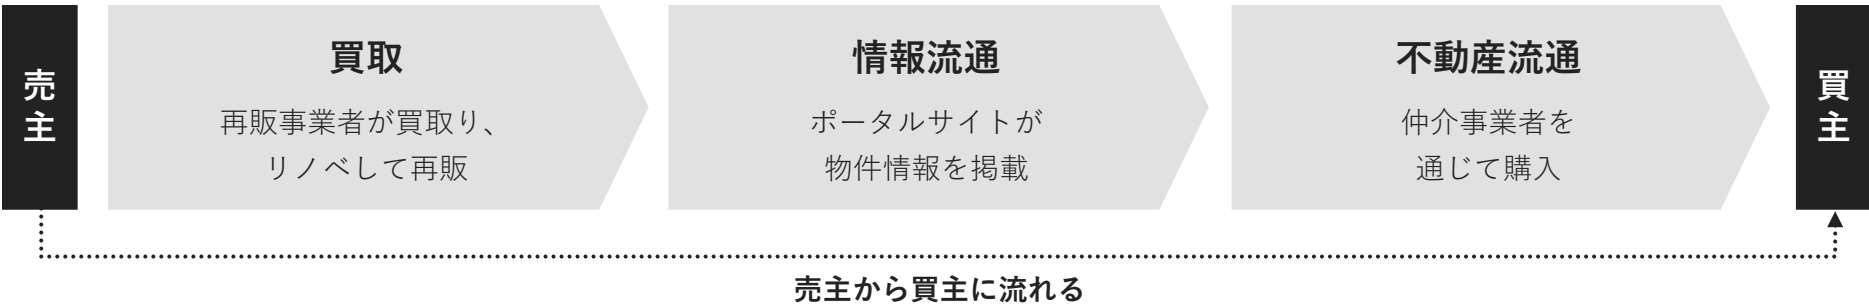 売主
買取
再販事業者が買取り、
リノベして再販
情報流通
ポータルサイトが
物件情報を掲載
不動産流通
仲介事業者を
通じて購入
買主
売主から買主に流れる